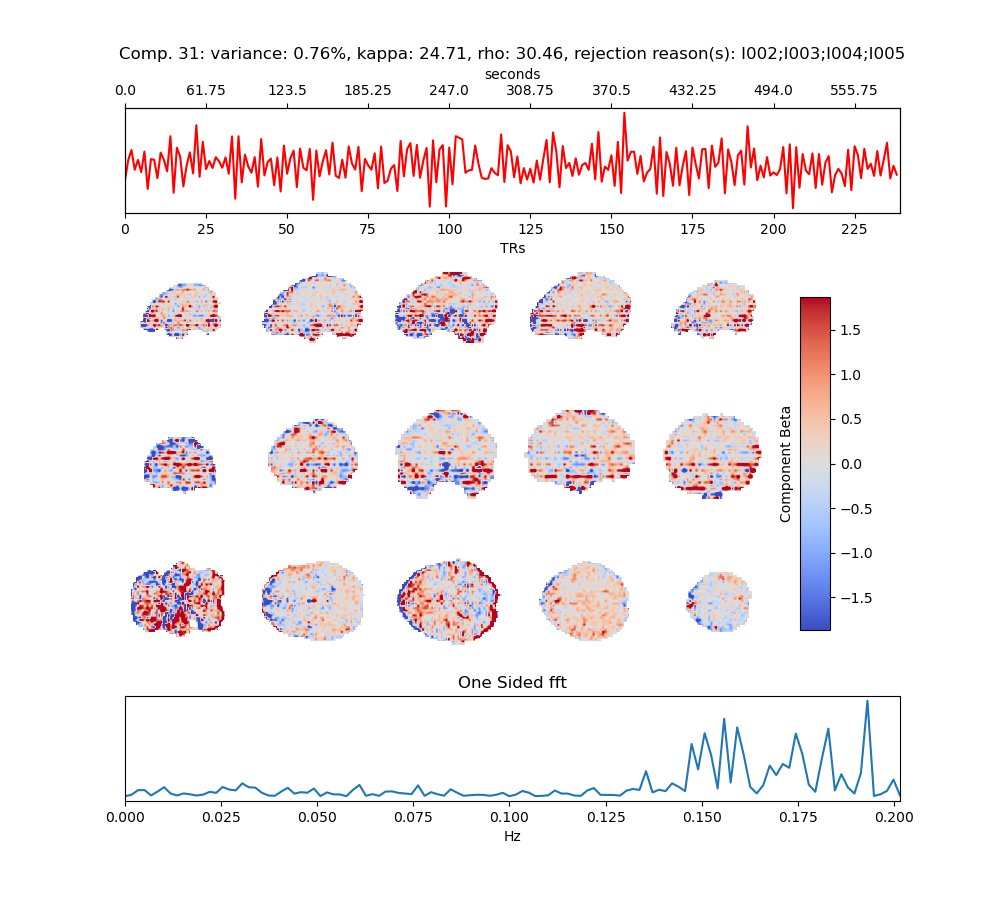 Comp. 31: variance: 0.76%, kappa: 24.71, rho: 30.46, rejection reason(s): I002;I003;I004;I005
seconds
0.0 61.75 123.5 185.25 247.0 308.75 370.5 432.25 494.0 555.75
0 25 50 75 100 125 150 175 200 225
TRs
1.5
1.0
0.5
0.0
−0.5
−1.0
−1.5
Component Beta
One Sided fft
0.000 0.025 0.050 0.075 0.100 0.125 0.150 0.175 0.200
Hz